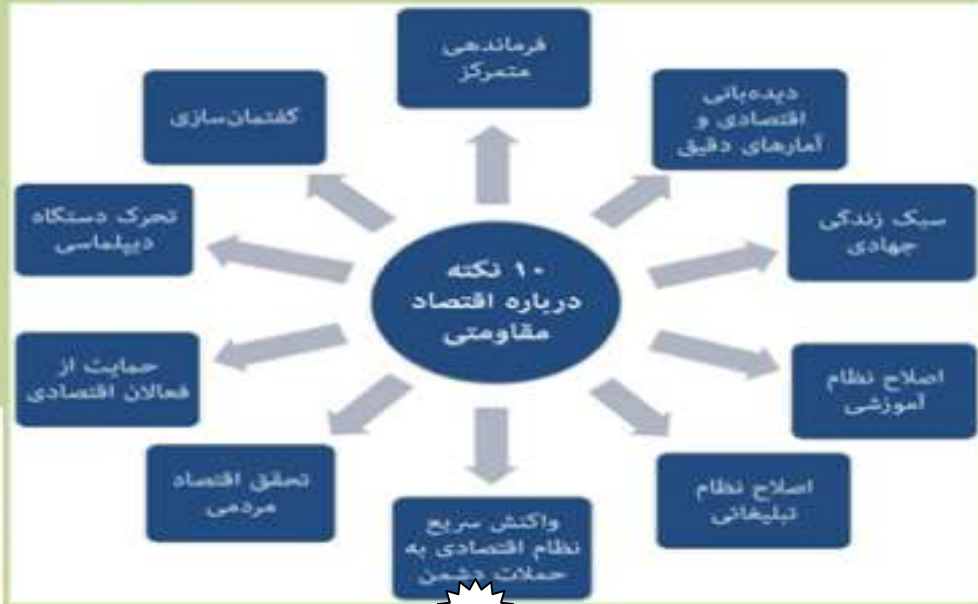 ۱۰ نکته
درباره اقتصاد
مقاومتی
فرماندهی
متمرکز
دیده‌بانی
اقتصادی و
آمارهای دقیق
سبک زندگی
جهادی
اصلاح نظام
آموزشی
اصلاح نظام
تبلیغاتی
واکنش سریع
نظام اقتصادی به
حملات دشمن
تحقق اقتصاد
مردمی
حمایت از
فعالان اقتصادی
تحرک دستگاه
دیپلماسی
گفتمان‌سازی